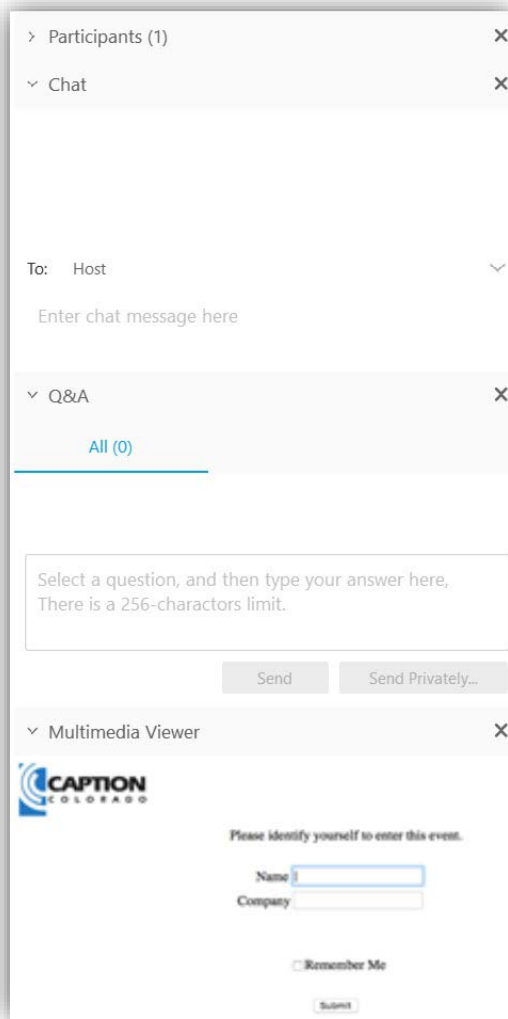 Participants (1)
Chat
To: Host
Enter chat message here
Q&A
All (0)
Select a question, and then type your answer here,
There is a 256-charactors limit.
Send Send Privately...
Multimedia Viewer
CAPTION
COLORADO
Please identify yourself to enter this event.
Name
Company
Remember Me
Submit